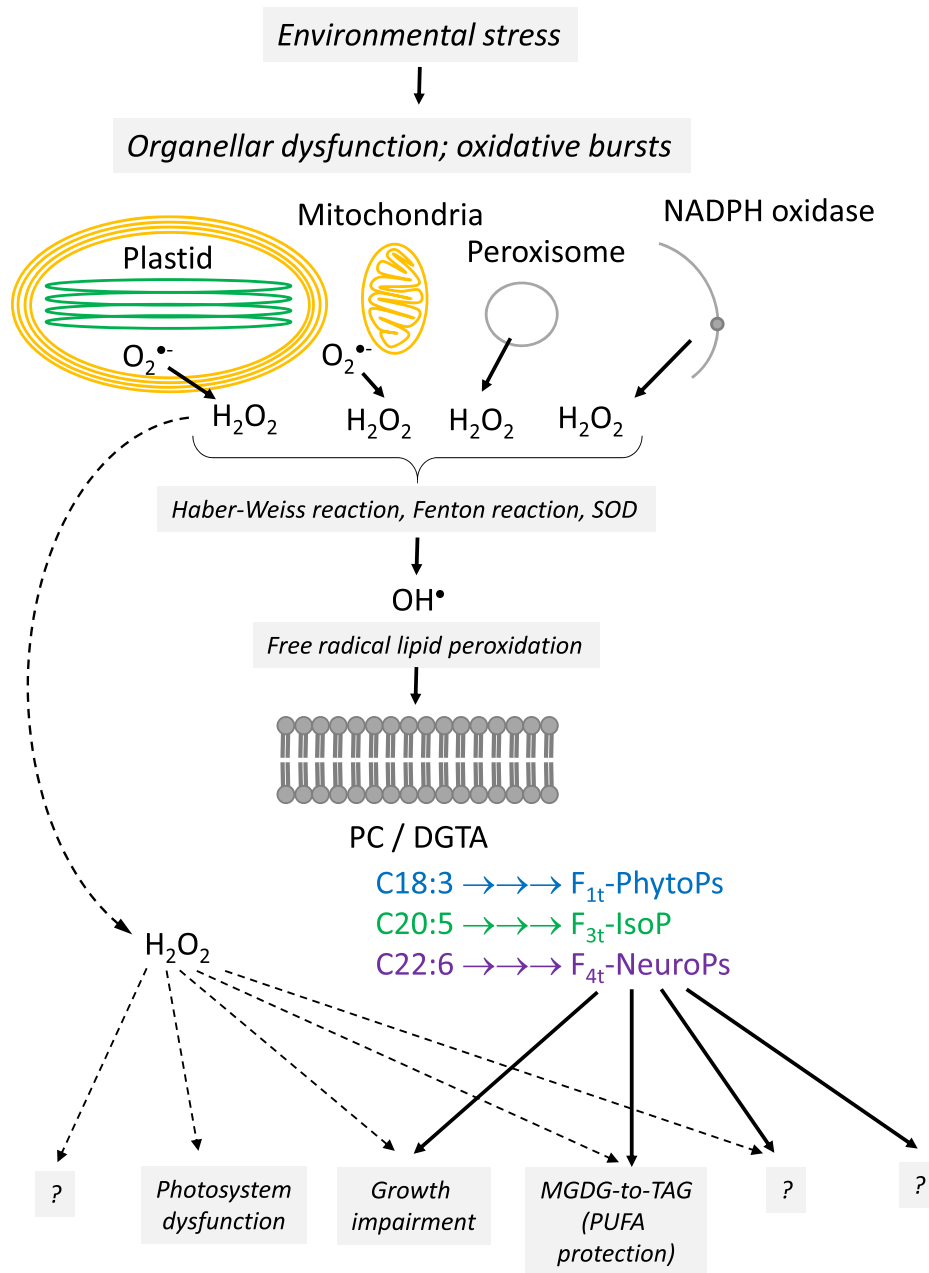 Environmental stress
Organellar dysfunction; oxidative bursts
Mitochondria
NADPH oxidase
Plastid
Peroxisome
O₂•-
O₂•-
H₂O₂
H₂O₂
H₂O₂
H₂O₂
Haber-Weiss reaction, Fenton reaction, SOD
OH•
Free radical lipid peroxidation
PC / DGTA
C18:3 →→→ F₁ₜ-PhytoPs
C20:5 →→→ F₃ₜ-IsoP
C22:6 →→→ F₄ₜ-NeuroPs
H₂O₂
?
Photosystem
dysfunction
Growth
impairment
MGDG-to-TAG
(PUFA
protection)
?
?